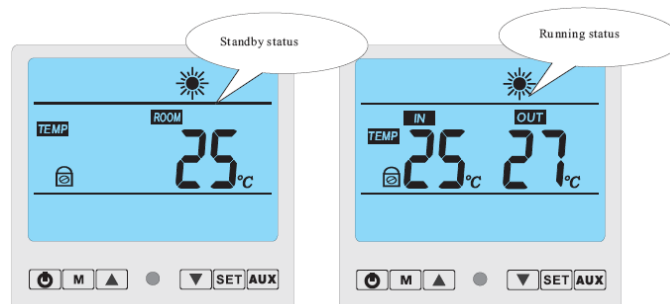 Standby status
ROOM
TEMP
25°C
M
SET
AUX
Running status
IN
OUT
TEMP
25°C
27°C
M
SET
AUX